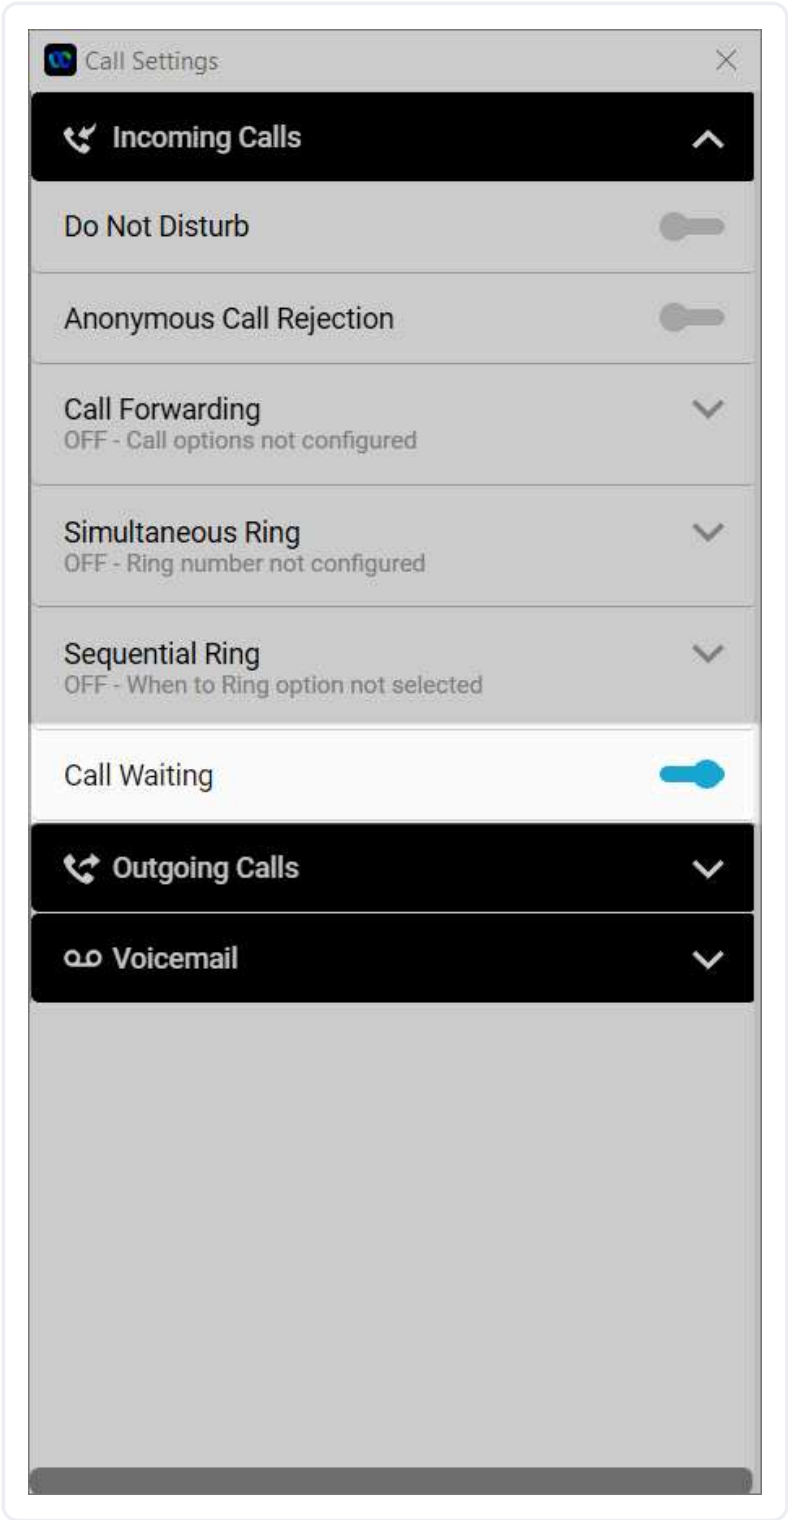 Call Settings
Incoming Calls
Do Not Disturb
Anonymous Call Rejection
Call Forwarding
OFF - Call options not configured
Simultaneous Ring
OFF - Ring number not configured
Sequential Ring
OFF - When to Ring option not selected
Call Waiting
Outgoing Calls
Voicemail